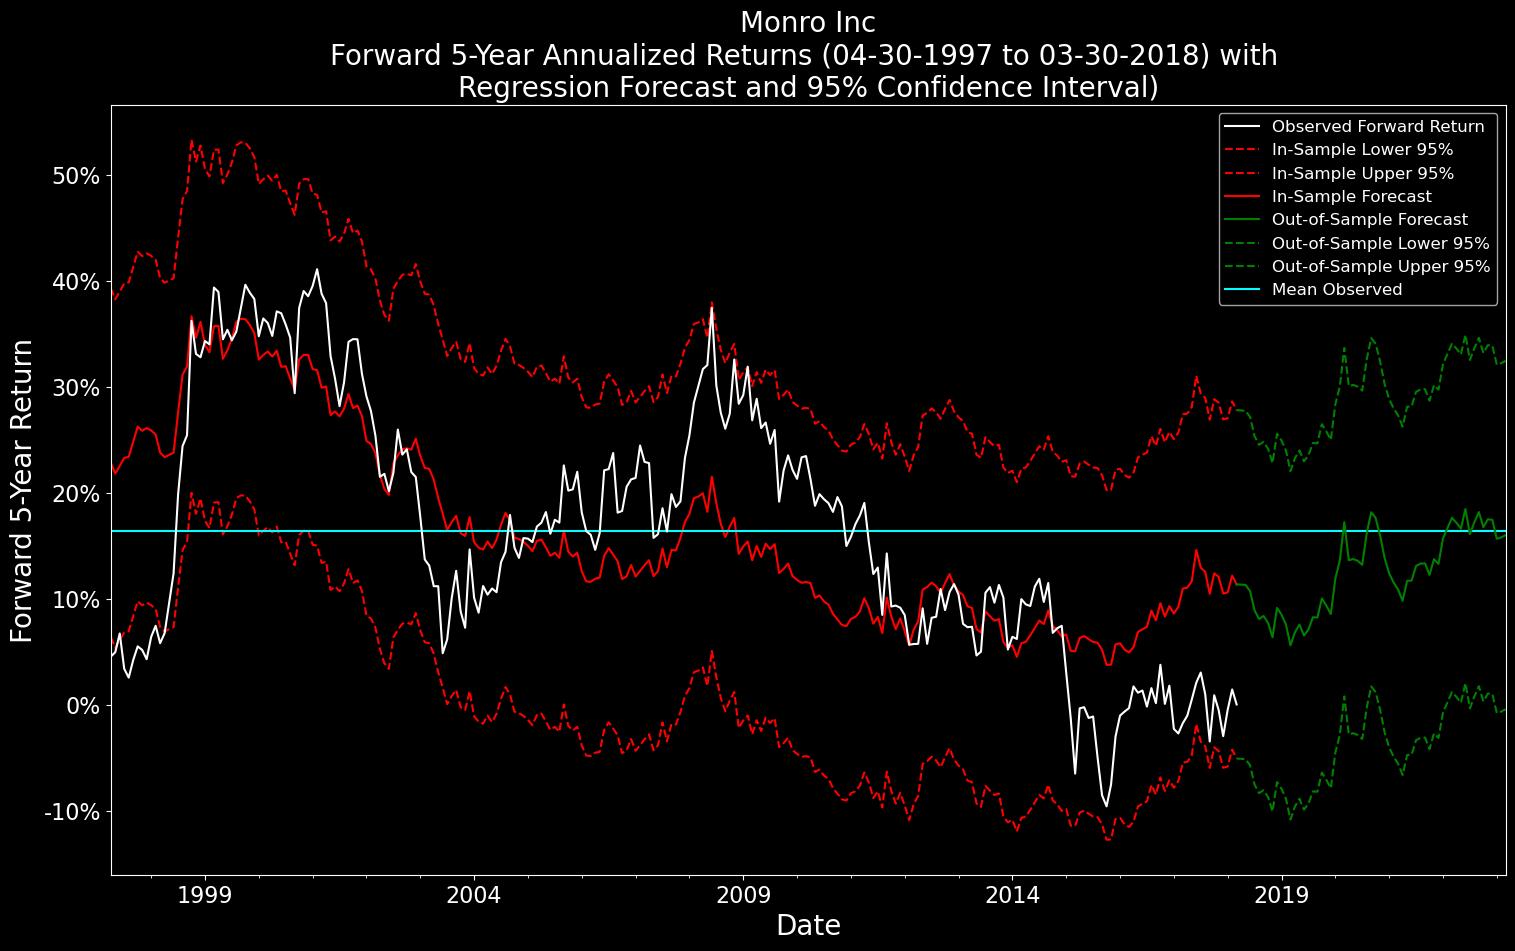 Monro Inc
Forward 5-Year Annualized Returns (04-30-1997 to 03-30-2018) with
Regression Forecast and 95% Confidence Interval)
Observed Forward Return
In-Sample Lower 95%
In-Sample Upper 95%
In-Sample Forecast
Out-of-Sample Forecast
Out-of-Sample Lower 95%
Out-of-Sample Upper 95%
Mean Observed
Forward 5-Year Return
50%
40%
30%
20%
10%
0%
-10%
1999
2004
2009
2014
2019
Date